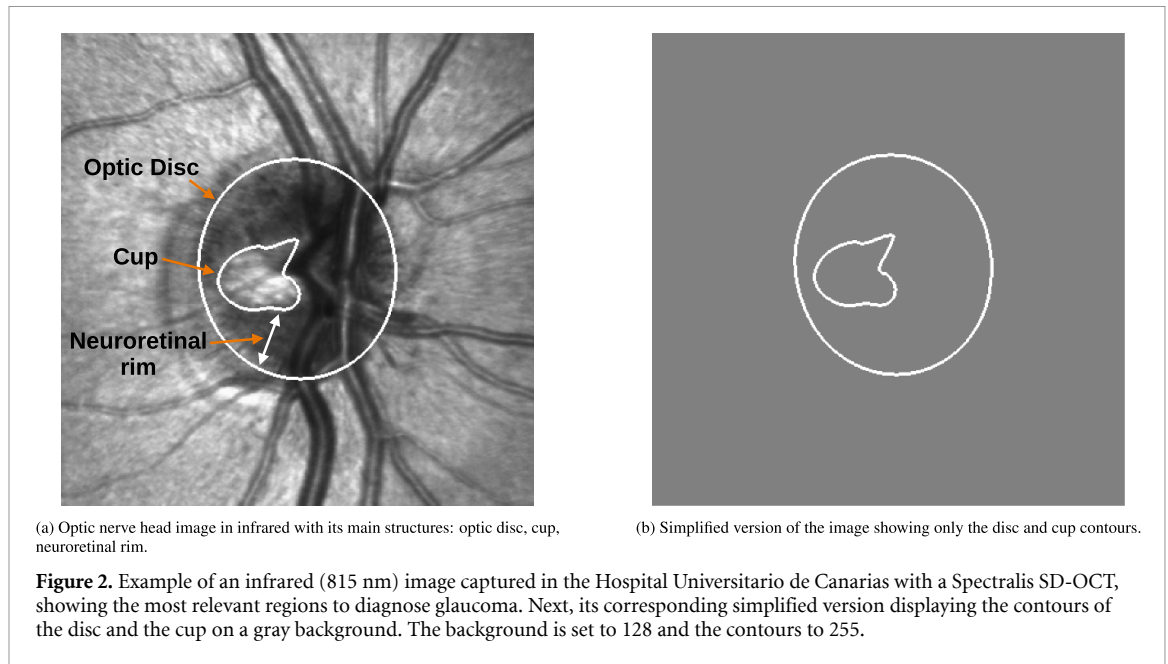 Optic Disc
Cup
Neuroretinal
rim
(a) Optic nerve head image in infrared with its main structures: optic disc, cup,
neuroretinal rim.
(b) Simplified version of the image showing only the disc and cup contours.
Figure 2. Example of an infrared (815 nm) image captured in the Hospital Universitario de Canarias with a Spectralis SD-OCT,
showing the most relevant regions to diagnose glaucoma. Next, its corresponding simplified version displaying the contours of
the disc and the cup on a gray background. The background is set to 128 and the contours to 255.